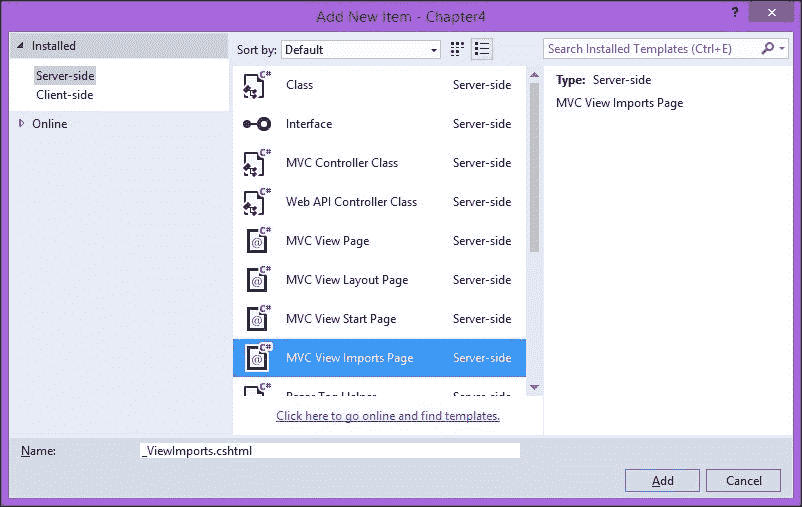 Add New Item - Chapter4
?
Installed
Server-side
Client-side
Online
Sort by: Default
Search Installed Templates (Ctrl+E)
C# Class Server-side
Interface Server-side
C# MVC Controller Class Server-side
C# Web API Controller Class Server-side
C# @ MVC View Page Server-side
C# @ MVC View Layout Page Server-side
C# @ MVC View Start Page Server-side
C# @ MVC View Imports Page Server-side
C# Razor Tag Helper Server-side
Click here to go online and find templates.
Type: Server-side
MVC View Imports Page
Name: _ViewImports.cshtml
Add Cancel